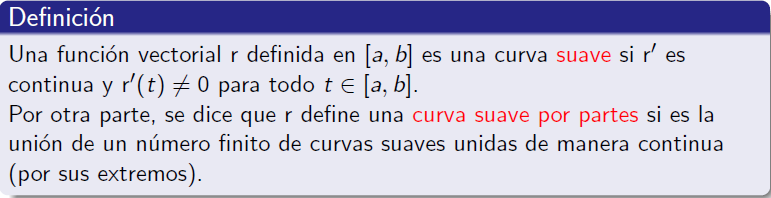 Definición
Una función vectorial r definida en [a, b] es una curva suave si r′ es
continua y r′(t) ≠ 0 para todo t ∈ [a, b].
Por otra parte, se dice que r define una curva suave por partes si es la
unión de un número finito de curvas suaves unidas de manera continua
(por sus extremos).